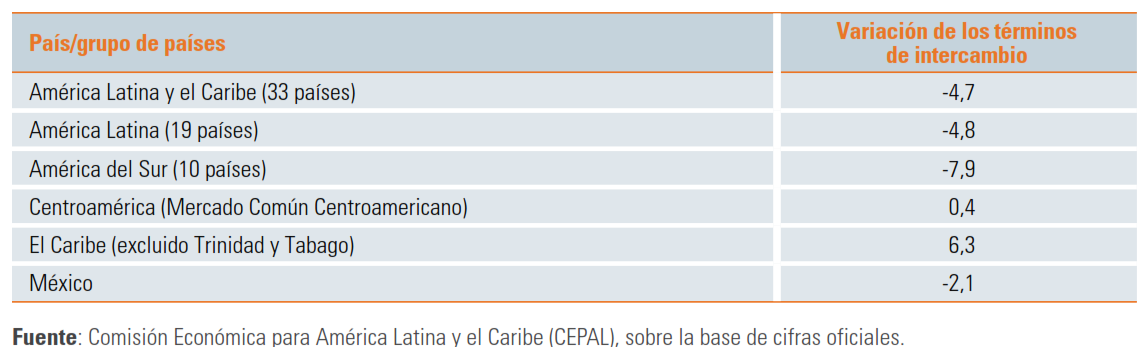 País/grupo de países
Variación de los términos
de intercambio
América Latina y el Caribe (33 países) -4,7
América Latina (19 países) -4,8
América del Sur (10 países) -7,9
Centroamérica (Mercado Común Centroamericano) 0,4
El Caribe (excluido Trinidad y Tabago) 6,3
México -2,1
Fuente: Comisión Económica para América Latina y el Caribe (CEPAL), sobre la base de cifras oficiales.